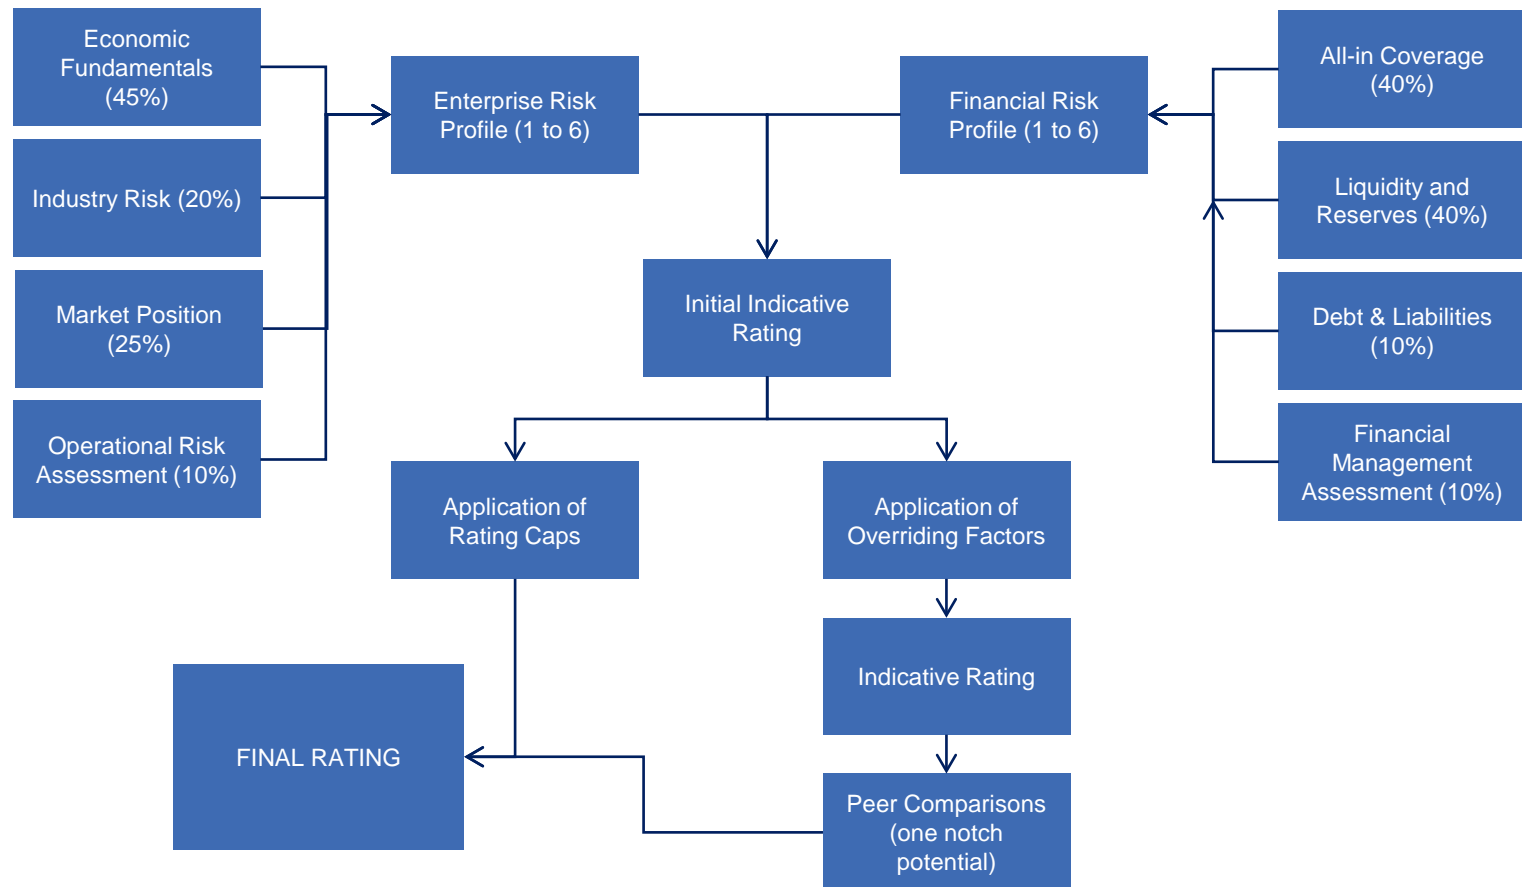 Economic
Fundamentals
(45%)
Industry Risk (20%)
Market Position
(25%)
Operational Risk
Assessment (10%)
Enterprise Risk
Profile (1 to 6)
Financial Risk
Profile (1 to 6)
All-in Coverage
(40%)
Liquidity and
Reserves (40%)
Debt & Liabilities
(10%)
Financial
Management
Assessment (10%)
Initial Indicative
Rating
Application of
Rating Caps
Application of
Overriding Factors
Indicative Rating
Peer Comparisons
(one notch
potential)
FINAL RATING